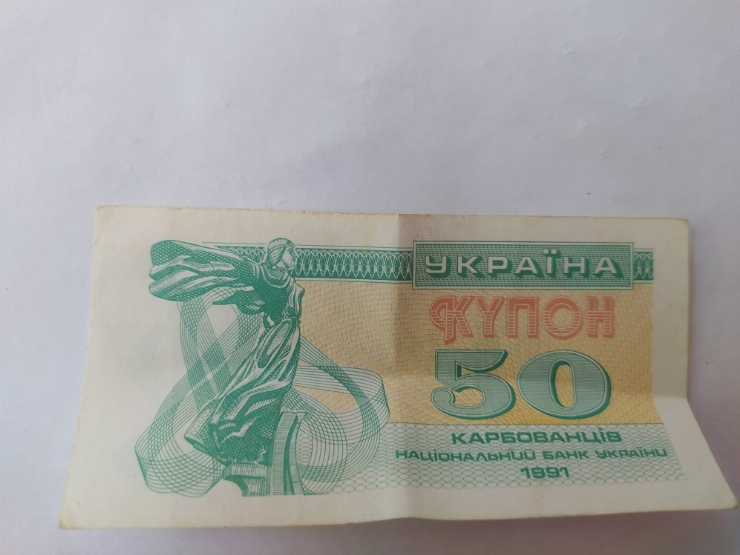 УКРАЇНА
КУПОН
50
КАРБОВАНЦІВ
НАЦІОНАЛЬНИЙ БАНК УКРАЇНИ
1991